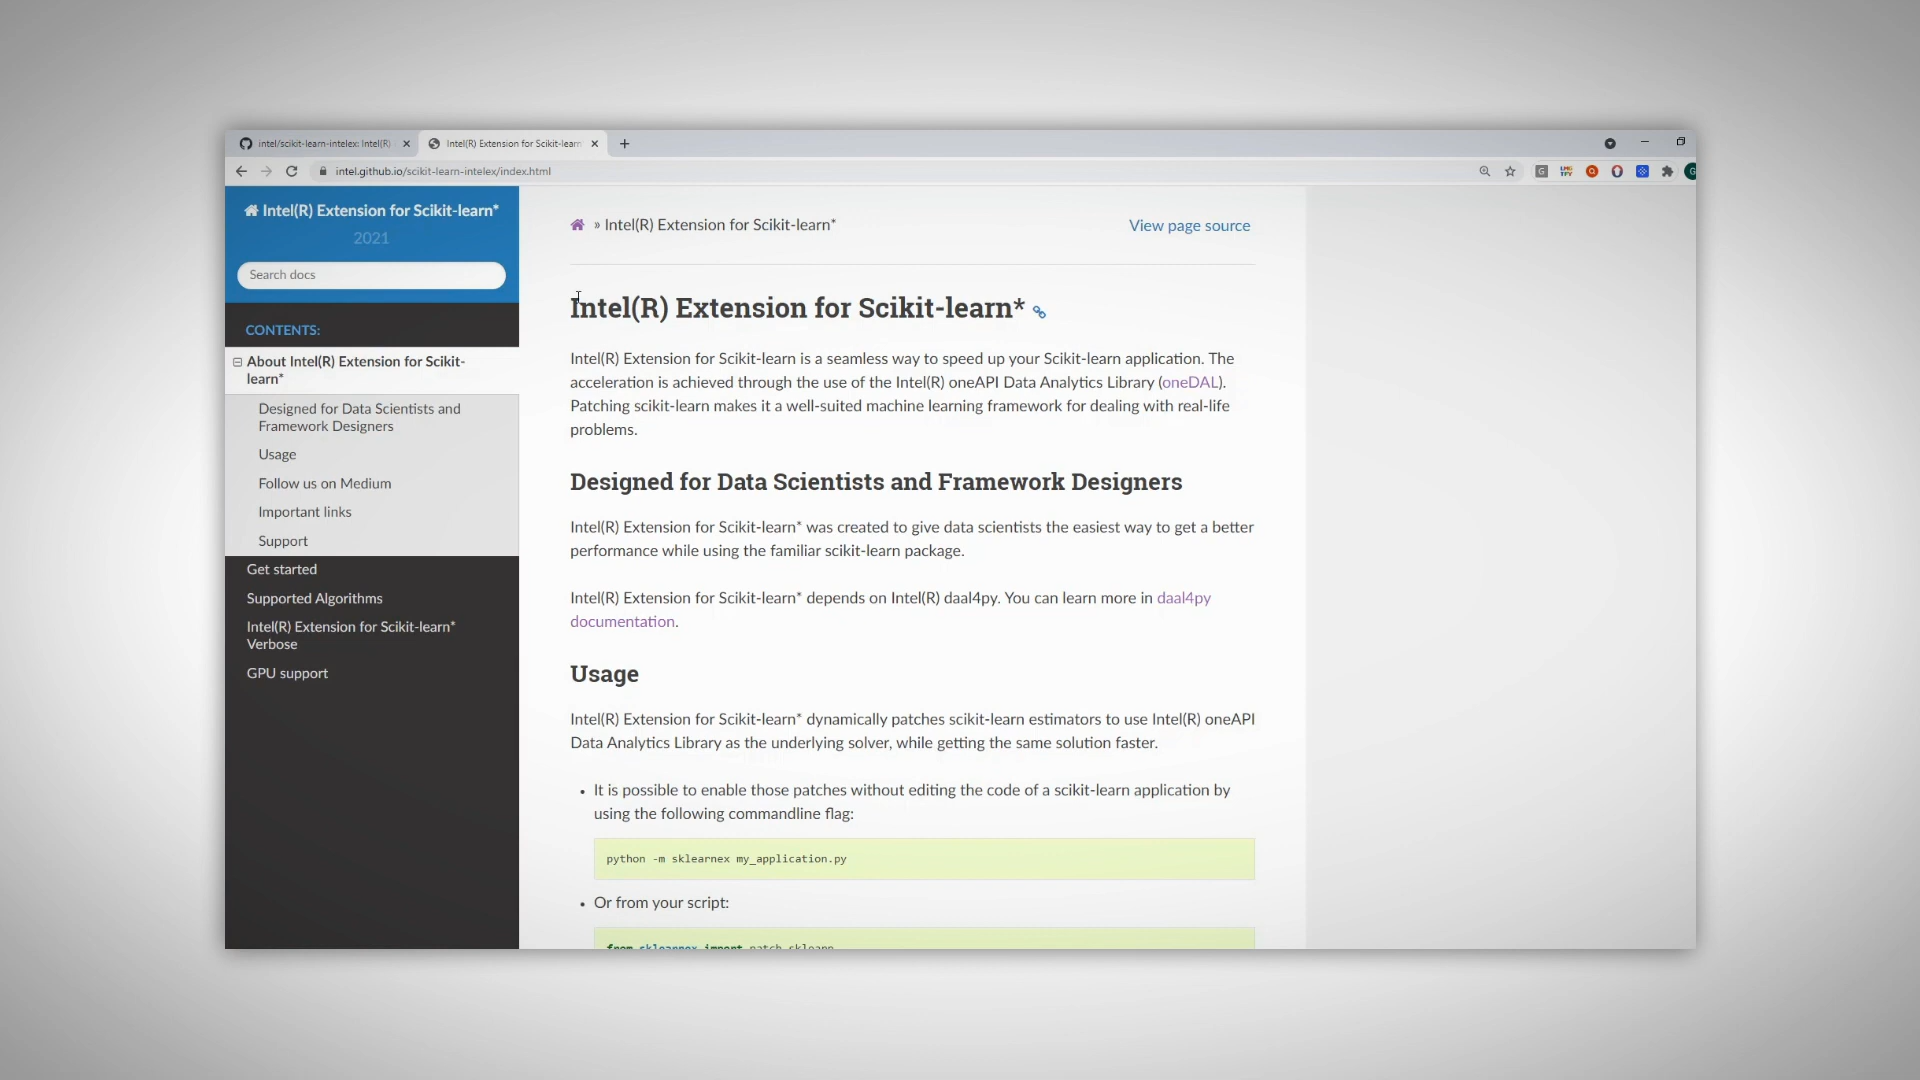 intel/scikit-learn-intelex: Intel(R)
Intel(R) Extension for Scikit-learn
intel.github.io/scikit-learn-intelex/index.html
Intel(R) Extension for Scikit-learn*
2021
Search docs
CONTENTS:
About Intel(R) Extension for Scikit-
learn*
Designed for Data Scientists and
Framework Designers
Usage
Follow us on Medium
Important links
Support
Get started
Supported Algorithms
Intel(R) Extension for Scikit-learn*
Verbose
GPU support
» Intel(R) Extension for Scikit-learn*
View page source
Intel(R) Extension for Scikit-learn*
Intel(R) Extension for Scikit-learn is a seamless way to speed up your Scikit-learn application. The
acceleration is achieved through the use of the Intel(R) oneAPI Data Analytics Library (oneDAL).
Patching scikit-learn makes it a well-suited machine learning framework for dealing with real-life
problems.
Designed for Data Scientists and Framework Designers
Intel(R) Extension for Scikit-learn* was created to give data scientists the easiest way to get a better
performance while using the familiar scikit-learn package.
Intel(R) Extension for Scikit-learn* depends on Intel(R) daal4py. You can learn more in daal4py
documentation.
Usage
Intel(R) Extension for Scikit-learn* dynamically patches scikit-learn estimators to use Intel(R) oneAPI
Data Analytics Library as the underlying solver, while getting the same solution faster.
• It is possible to enable those patches without editing the code of a scikit-learn application by
using the following commandline flag:
python -m sklearnex my_application.py
• Or from your script:
from sklearnex import patch_sklearn